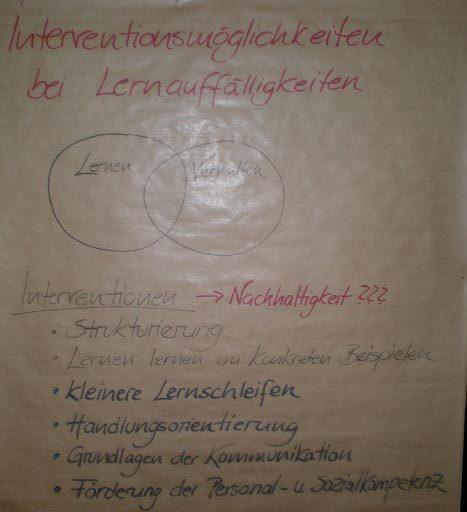 Interventionsmöglichkeiten
bei Lernauffälligkeiten
Lernen
Verhalten
Interventionen → Nachhaltigkeit ???
• Strukturierung
• Lernen lernen an konkreten Beispielen
• kleinere Lernschleifen
• Handlungsorientierung
• Grundlagen der Kommunikation
• Förderung der Personal- u. Sozialkompetenz